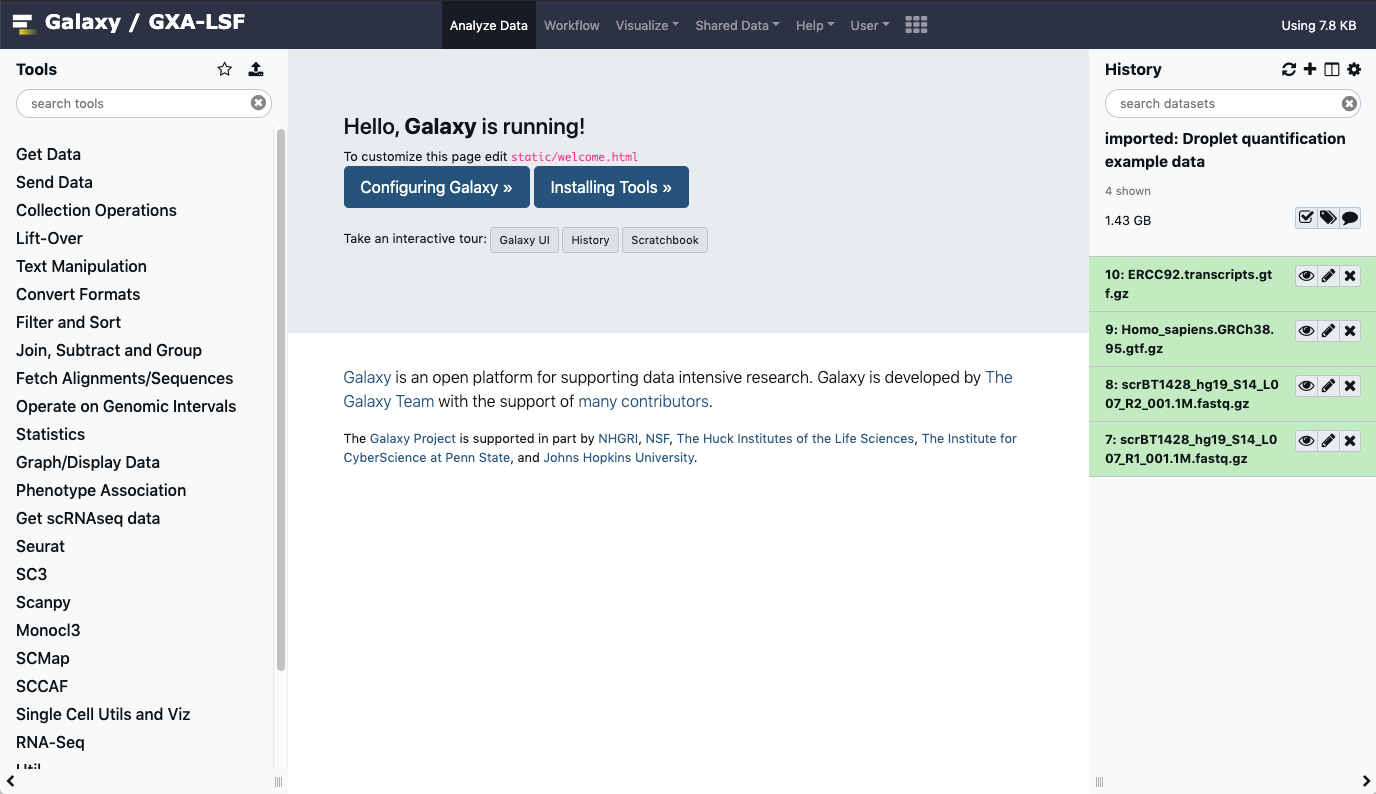 Galaxy / GXA-LSF
Analyze Data
Workflow
Visualize
Shared Data
Help
User
Using 7.8 KB
Tools
search tools
Get Data
Send Data
Collection Operations
Lift-Over
Text Manipulation
Convert Formats
Filter and Sort
Join, Subtract and Group
Fetch Alignments/Sequences
Operate on Genomic Intervals
Statistics
Graph/Display Data
Phenotype Association
Get scRNAseq data
Seurat
SC3
Scanpy
Monocl3
SCMap
SCCAF
Single Cell Utils and Viz
RNA-Seq
Hello, Galaxy is running!
To customize this page edit static/welcome.html
Configuring Galaxy »
Installing Tools »
Take an interactive tour: Galaxy UI History Scratchbook
Galaxy is an open platform for supporting data intensive research. Galaxy is developed by The
Galaxy Team with the support of many contributors.
The Galaxy Project is supported in part by NHGRI, NSF, The Huck Institutes of the Life Sciences, The Institute for
CyberScience at Penn State, and Johns Hopkins University.
History
search datasets
imported: Droplet quantification
example data
4 shown
1.43 GB
10: ERCC92.transcripts.gt
f.gz
9: Homo_sapiens.GRCh38.
95.gtf.gz
8: scrBT1428_hg19_S14_L0
07_R2_001.1M.fastq.gz
7: scrBT1428_hg19_S14_L0
07_R1_001.1M.fastq.gz